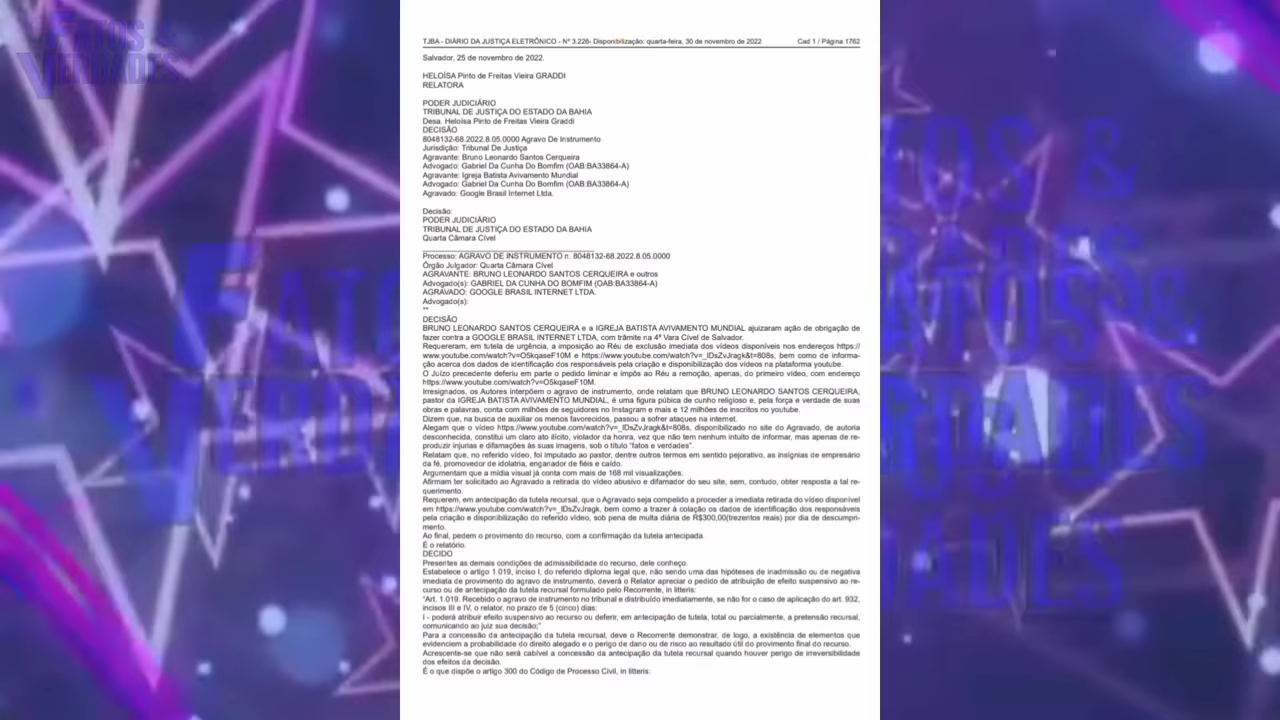 FATOS &
VERDADES
TJBA - DIÁRIO DA JUSTIÇA ELETRÔNICO - Nº 3.226- Disponibilização: quarta-feira, 30 de novembro de 2022 Cad 1 / Página 1762
Salvador, 25 de novembro de 2022.
HELOÍSA Pinto de Freitas Vieira GRADDI
RELATORA
PODER JUDICIÁRIO
TRIBUNAL DE JUSTIÇA DO ESTADO DA BAHIA
Desa. Heloísa Pinto de Freitas Vieira Graddi
DECISÃO
8048132-68.2022.8.05.0000 Agravo De Instrumento
Jurisdição: Tribunal De Justiça
Agravante: Bruno Leonardo Santos Cerqueira
Advogado: Gabriel Da Cunha Do Bomfim (OAB:BA33864-A)
Agravante: Igreja Batista Avivamento Mundial
Advogado: Gabriel Da Cunha Do Bomfim (OAB:BA33864-A)
Agravado: Google Brasil Internet Ltda.
Decisão:
PODER JUDICIÁRIO
TRIBUNAL DE JUSTIÇA DO ESTADO DA BAHIA
Quarta Câmara Cível
Processo: AGRAVO DE INSTRUMENTO n. 8048132-68.2022.8.05.0000
Órgão Julgador: Quarta Câmara Cível
AGRAVANTE: BRUNO LEONARDO SANTOS CERQUEIRA e outros
Advogado(s): GABRIEL DA CUNHA DO BOMFIM (OAB:BA33864-A)
AGRAVADO: GOOGLE BRASIL INTERNET LTDA.
Advogado(s):
**
DECISÃO
BRUNO LEONARDO SANTOS CERQUEIRA e a IGREJA BATISTA AVIVAMENTO MUNDIAL ajuizaram ação de obrigação de
fazer contra a GOOGLE BRASIL INTERNET LTDA, com trâmite na 4ª Vara Cível de Salvador.
Requereram, em tutela de urgência, a imposição ao Réu de exclusão imediata dos vídeos disponíveis nos endereços https://
www.youtube.com/watch?v=O5kqaseF10M e https://www.youtube.com/watch?v=_IDsZvJragk&t=808s, bem como de informa-
ção acerca dos dados de identificação dos responsáveis pela criação e disponibilização dos vídeos na plataforma youtube.
O Juízo precedente deferiu em parte o pedido liminar e impôs ao Réu a remoção, apenas, do primeiro vídeo, com endereço
https://www.youtube.com/watch?v=O5kqaseF10M.
Irresignados, os Autores interpõem o agravo de instrumento, onde relatam que BRUNO LEONARDO SANTOS CERQUEIRA,
pastor da IGREJA BATISTA AVIVAMENTO MUNDIAL, é uma figura púbica de cunho religioso e, pela força e verdade de suas
obras e palavras, conta com milhões de seguidores no Instagram e mais e 12 milhões de inscritos no youtube.
Dizem que, na busca de auxiliar os menos favorecidos, passou a sofrer ataques na internet.
Alegam que o vídeo https://www.youtube.com/watch?v=_IDsZvJragk&t=808s, disponibilizado no site do Agravado, de autoria
desconhecida, constitui um claro ato ilícito, violador da honra, vez que não tem nenhum intuito de informar, mas apenas de re-
produzir injurias e difamações às suas imagens, sob o título "fatos e verdades".
Relatam que, no referido vídeo, foi imputado ao pastor, dentre outros termos em sentido pejorativo, as insígnias de empresário
da fé, promovedor de idolatria, enganador de fiéis e caído.
Argumentam que a mídia visual já conta com mais de 168 mil visualizações.
Afirmam ter solicitado ao Agravado a retirada do vídeo abusivo e difamador do seu site, sem, contudo, obter resposta a tal re-
querimento.
Requerem, em antecipação da tutela recursal, que o Agravado seja compelido a proceder a imediata retirada do vídeo disponível
em https://www.youtube.com/watch?v=_IDsZvJragk, bem como a trazer à colação os dados de identificação dos responsáveis
pela criação e disponibilização do referido vídeo, sob pena de multa diária de R$300,00(trezentos reais) por dia de descumpri-
mento.
Ao final, pedem o provimento do recurso, com a confirmação da tutela antecipada.
É o relatório.
DECIDO
Presentes as demais condições de admissibilidade do recurso, dele conheço.
Estabelece o artigo 1.019, inciso I, do referido diploma legal que, não sendo uma das hipóteses de inadmissão ou de negativa
imediata de provimento do agravo de instrumento, deverá o Relator apreciar o pedido de atribuição de efeito suspensivo ao re-
curso ou de antecipação da tutela recursal formulado pelo Recorrente, in litteris:
"Art. 1.019. Recebido o agravo de instrumento no tribunal e distribuído imediatamente, se não for o caso de aplicação do art. 932,
incisos III e IV, o relator, no prazo de 5 (cinco) dias:
I - poderá atribuir efeito suspensivo ao recurso ou deferir, em antecipação de tutela, total ou parcialmente, a pretensão recursal,
comunicando ao juiz sua decisão;"
Para a concessão da antecipação da tutela recursal, deve o Recorrente demonstrar, de logo, a existência de elementos que
evidenciem a probabilidade do direito alegado e o perigo de dano ou de risco ao resultado útil do provimento final do recurso.
Acrescente-se que não será cabível a concessão da antecipação da tutela recursal quando houver perigo de irreversibilidade
dos efeitos da decisão.
É o que dispõe o artigo 300 do Código de Processo Civil, in litteris: